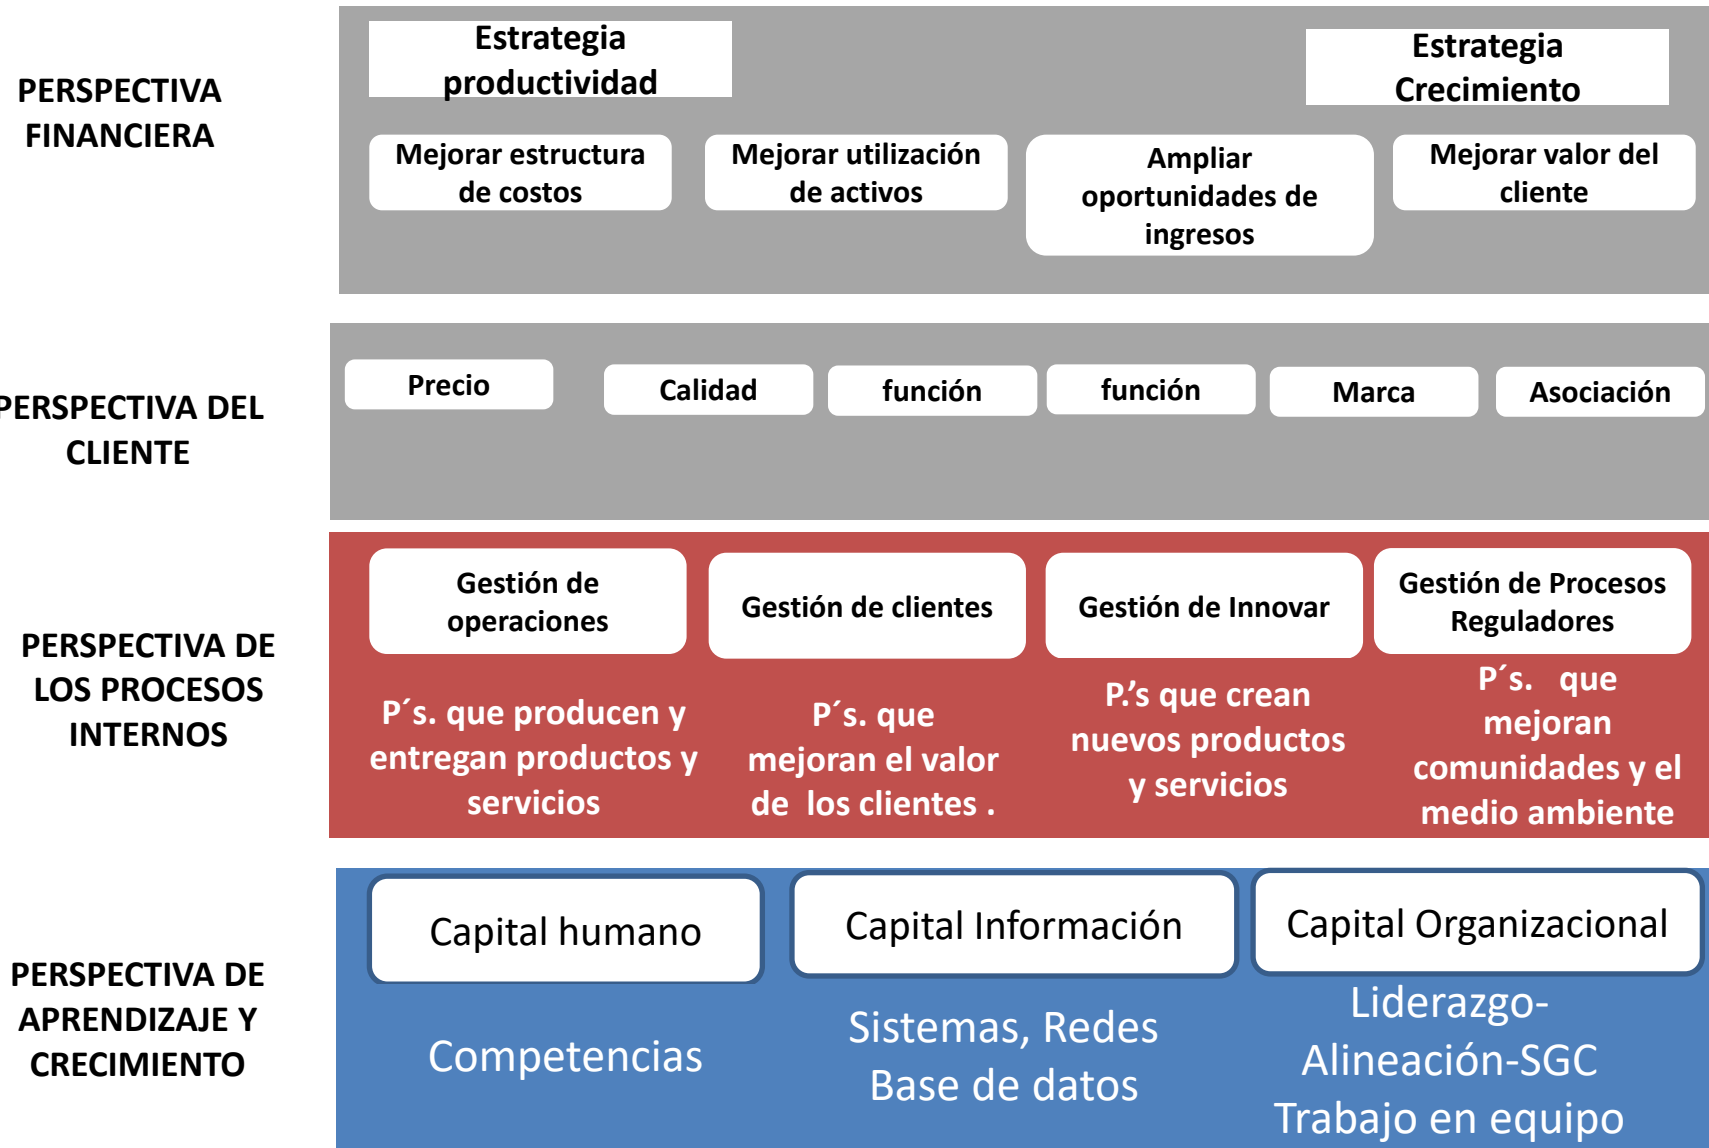 PERSPECTIVA
FINANCIERA
Estrategia
productividad
Estrategia
Crecimiento
Mejorar estructura
de costos
Mejorar utilización
de activos
Ampliar
oportunidades de
ingresos
Mejorar valor del
cliente
PERSPECTIVA DEL
CLIENTE
Precio
Calidad
función
función
Marca
Asociación
PERSPECTIVA DE
LOS PROCESOS
INTERNOS
Gestión de
operaciones
Gestión de clientes
Gestión de Innovar
Gestión de Procesos
Reguladores
P´s. que producen y
entregan productos y
servicios
P´s. que
mejoran el valor
de los clientes .
P.'s que crean
nuevos productos
y servicios
P´s. que
mejoran
comunidades y el
medio ambiente
PERSPECTIVA DE
APRENDIZAJE Y
CRECIMIENTO
Capital humano
Capital Información
Capital Organizacional
Competencias
Sistemas, Redes
Base de datos
Liderazgo-
Alineación-SGC
Trabajo en equipo